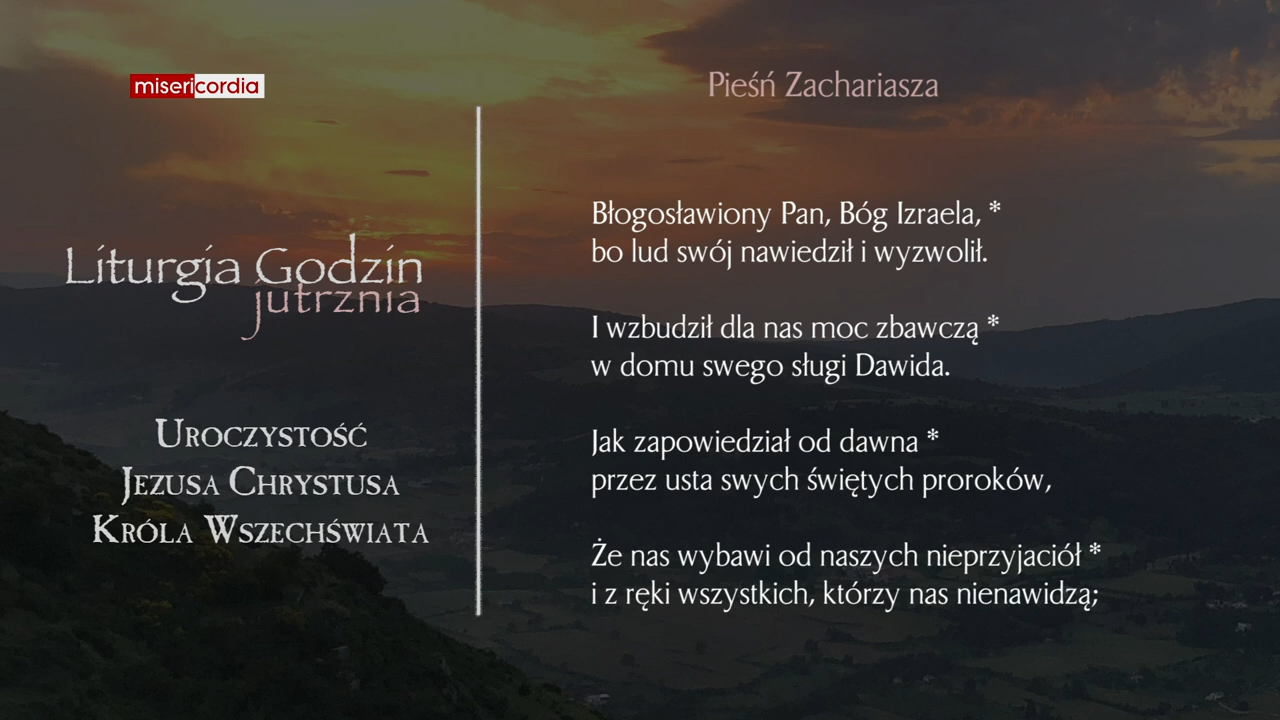 misericordia
Liturgia Godzin
jutrznia
Uroczystość
Jezusa Chrystusa
Króla Wszechświata
Pieśń Zachariasza
Błogosławiony Pan, Bóg Izraela, *
bo lud swój nawiedził i wyzwolił.
I wzbudził dla nas moc zbawczą *
w domu swego sługi Dawida.
Jak zapowiedział od dawna *
przez usta swych świętych proroków,
Że nas wybawi od naszych nieprzyjaciół *
i z ręki wszystkich, którzy nas nienawidzą;